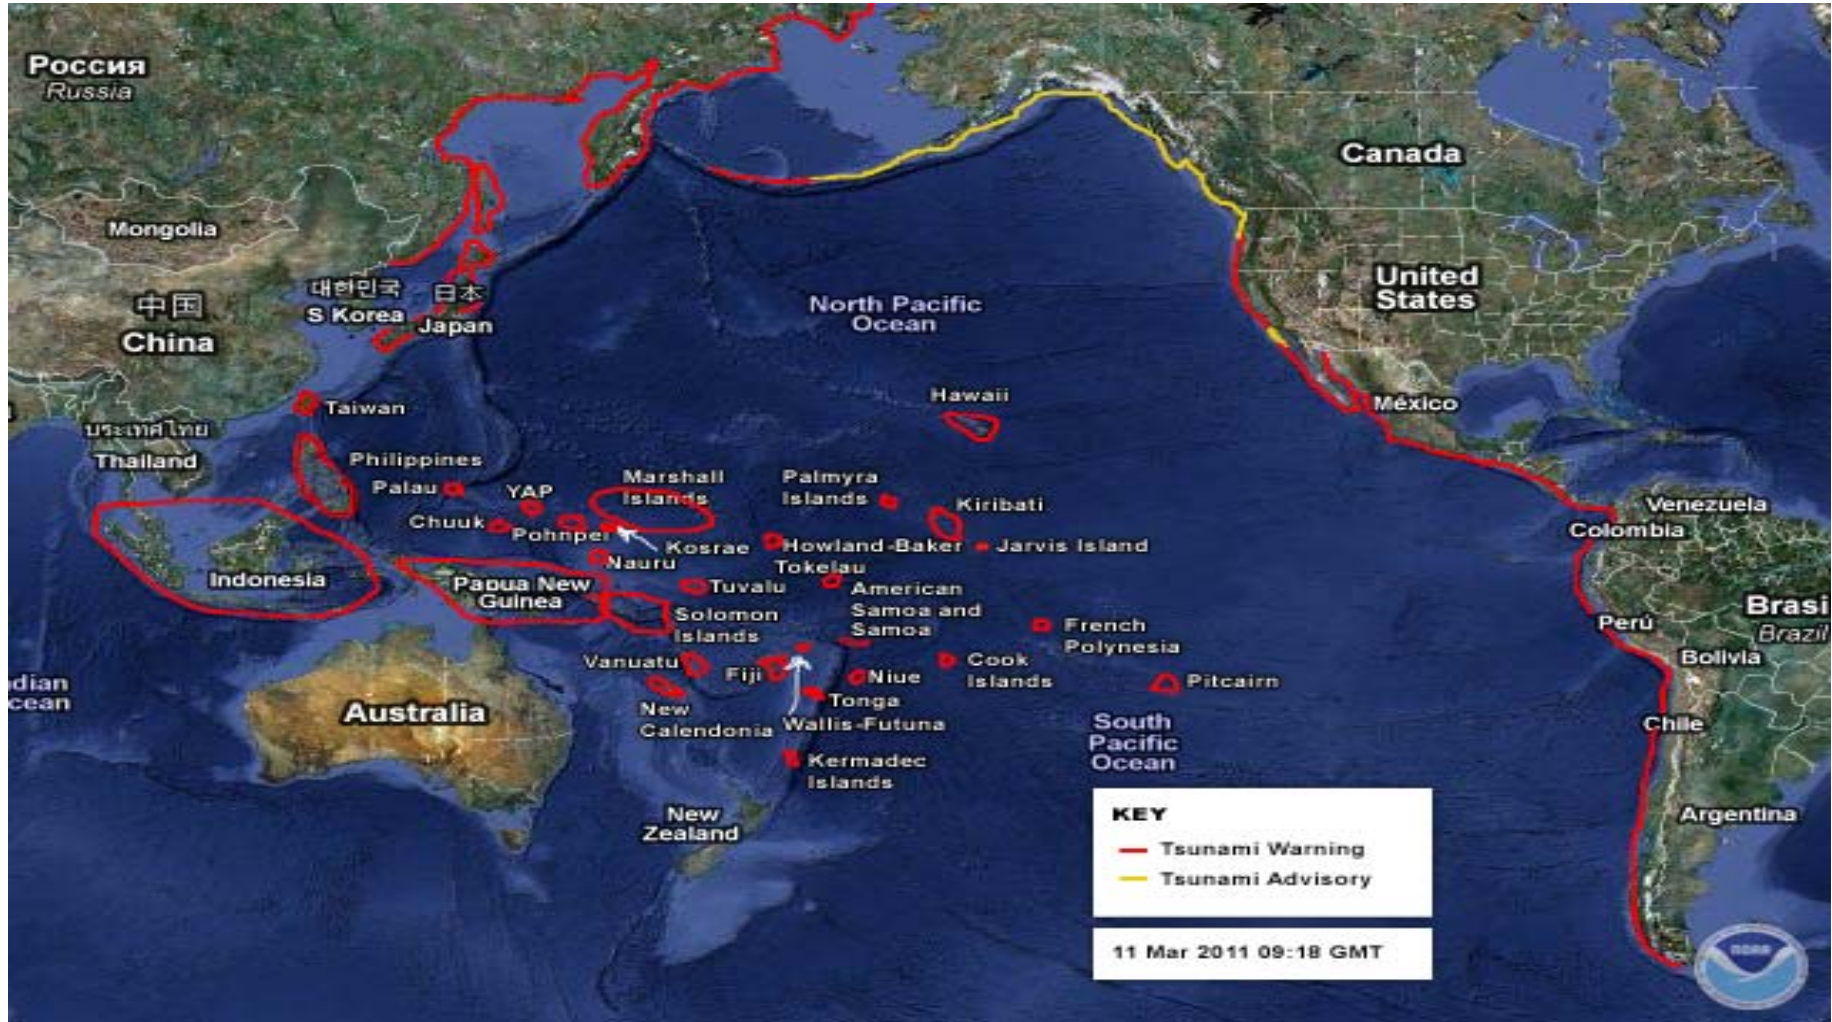 Россия
Russia
Canada
Mongolia
대한민국
S Korea
日本
Japan
中国
China
United
States
North Pacific
Ocean
Hawaii
México
Taiwan
ประเทศไทย
Thailand
Philippines
Palau
YAP
Marshall
Islands
Palmyra
Islands
Kiribati
Venezuela
Colombia
Chuuk
Pohnpei
Kosrae
Howland-Baker
Jarvis Island
Nauru
Tokelau
Indonesia
Papua New
Guinea
Tuvalu
American
Samoa and
Samoa
Solomon
Islands
French
Polynesia
Perú
Brasi
Brazil
Bolivia
Vanuatu
Fiji
Niue
Cook
Islands
Pitcairn
dian
cean
Australia
New
Calendonia
Tonga
Wallis-Futuna
South
Pacific
Ocean
Chile
Kermadec
Islands
New
Zealand
Argentina
KEY
Tsunami Warning
Tsunami Advisory
11 Mar 2011 09:18 GMT
noaa